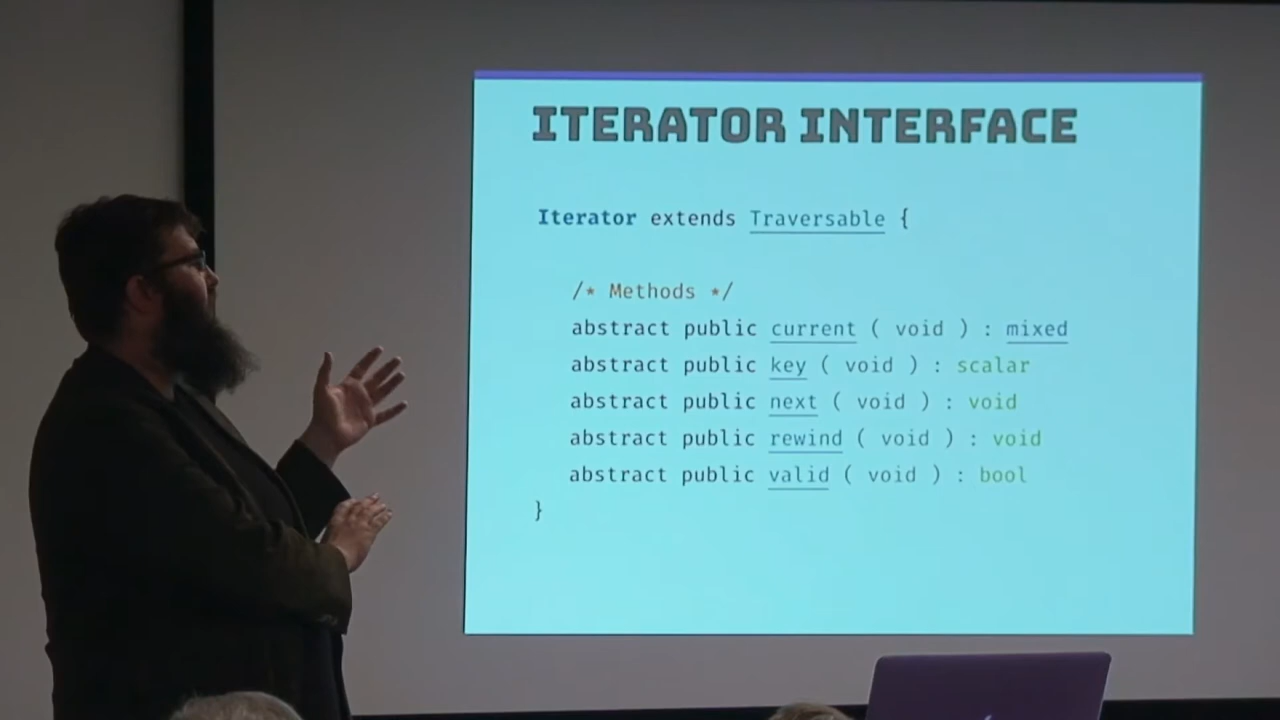 ITERATOR INTERFACE
Iterator extends Traversable {
/* Methods */
abstract public current ( void ) : mixed
abstract public key ( void ) : scalar
abstract public next ( void ) : void
abstract public rewind ( void ) : void
abstract public valid ( void ) : bool
}